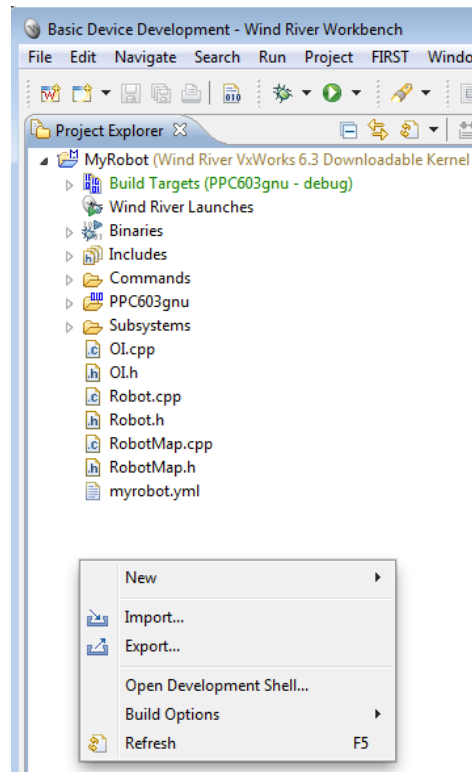 Basic Device Development - Wind River Workbench
File Edit Navigate Search Run Project FIRST
Project Explorer
MyRobot (Wind River VxWorks 6.3 Downloadable Kernel
Build Targets (PPC603gnu - debug)
Wind River Launches
Binaries
Includes
Commands
PPC603gnu
Subsystems
OI.cpp
OI.h
Robot.cpp
Robot.h
RobotMap.cpp
RobotMap.h
myrobot.yml
New
Import...
Export...
Open Development Shell...
Build Options
Refresh F5